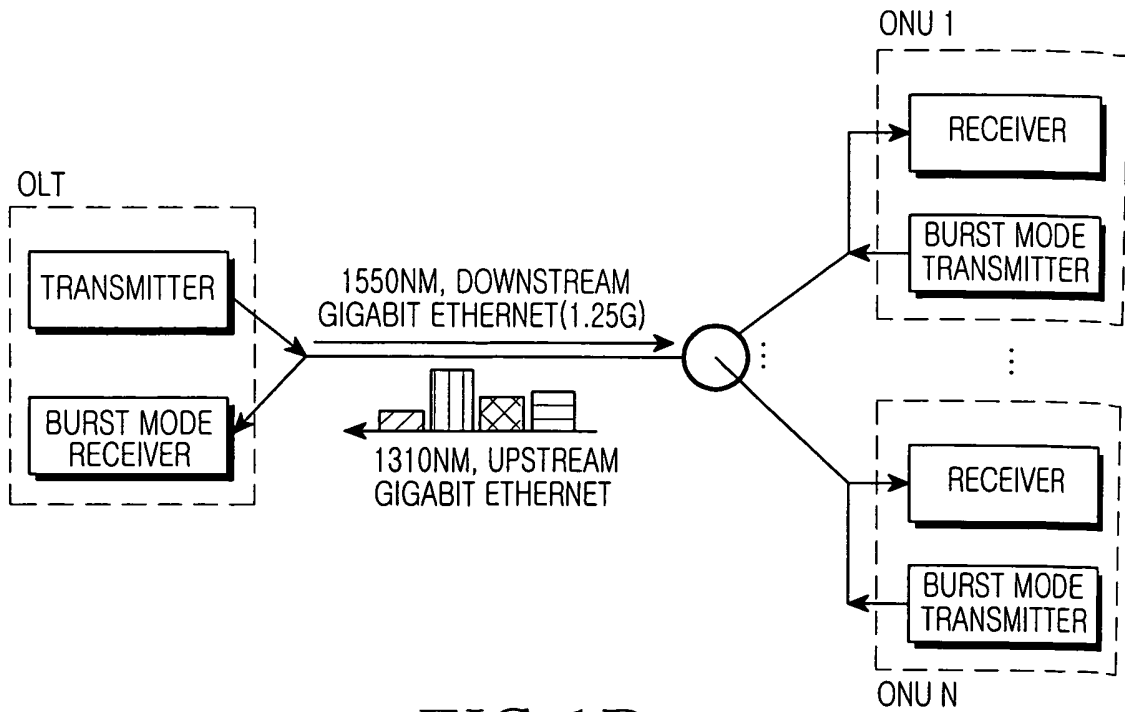 ONU 1
RECEIVER
BURST MODE
TRANSMITTER
OLT
TRANSMITTER
BURST MODE
RECEIVER
1550NM, DOWNSTREAM
GIGABIT ETHERNET(1.25G)
1310NM, UPSTREAM
GIGABIT ETHERNET
RECEIVER
BURST MODE
TRANSMITTER
ONU N